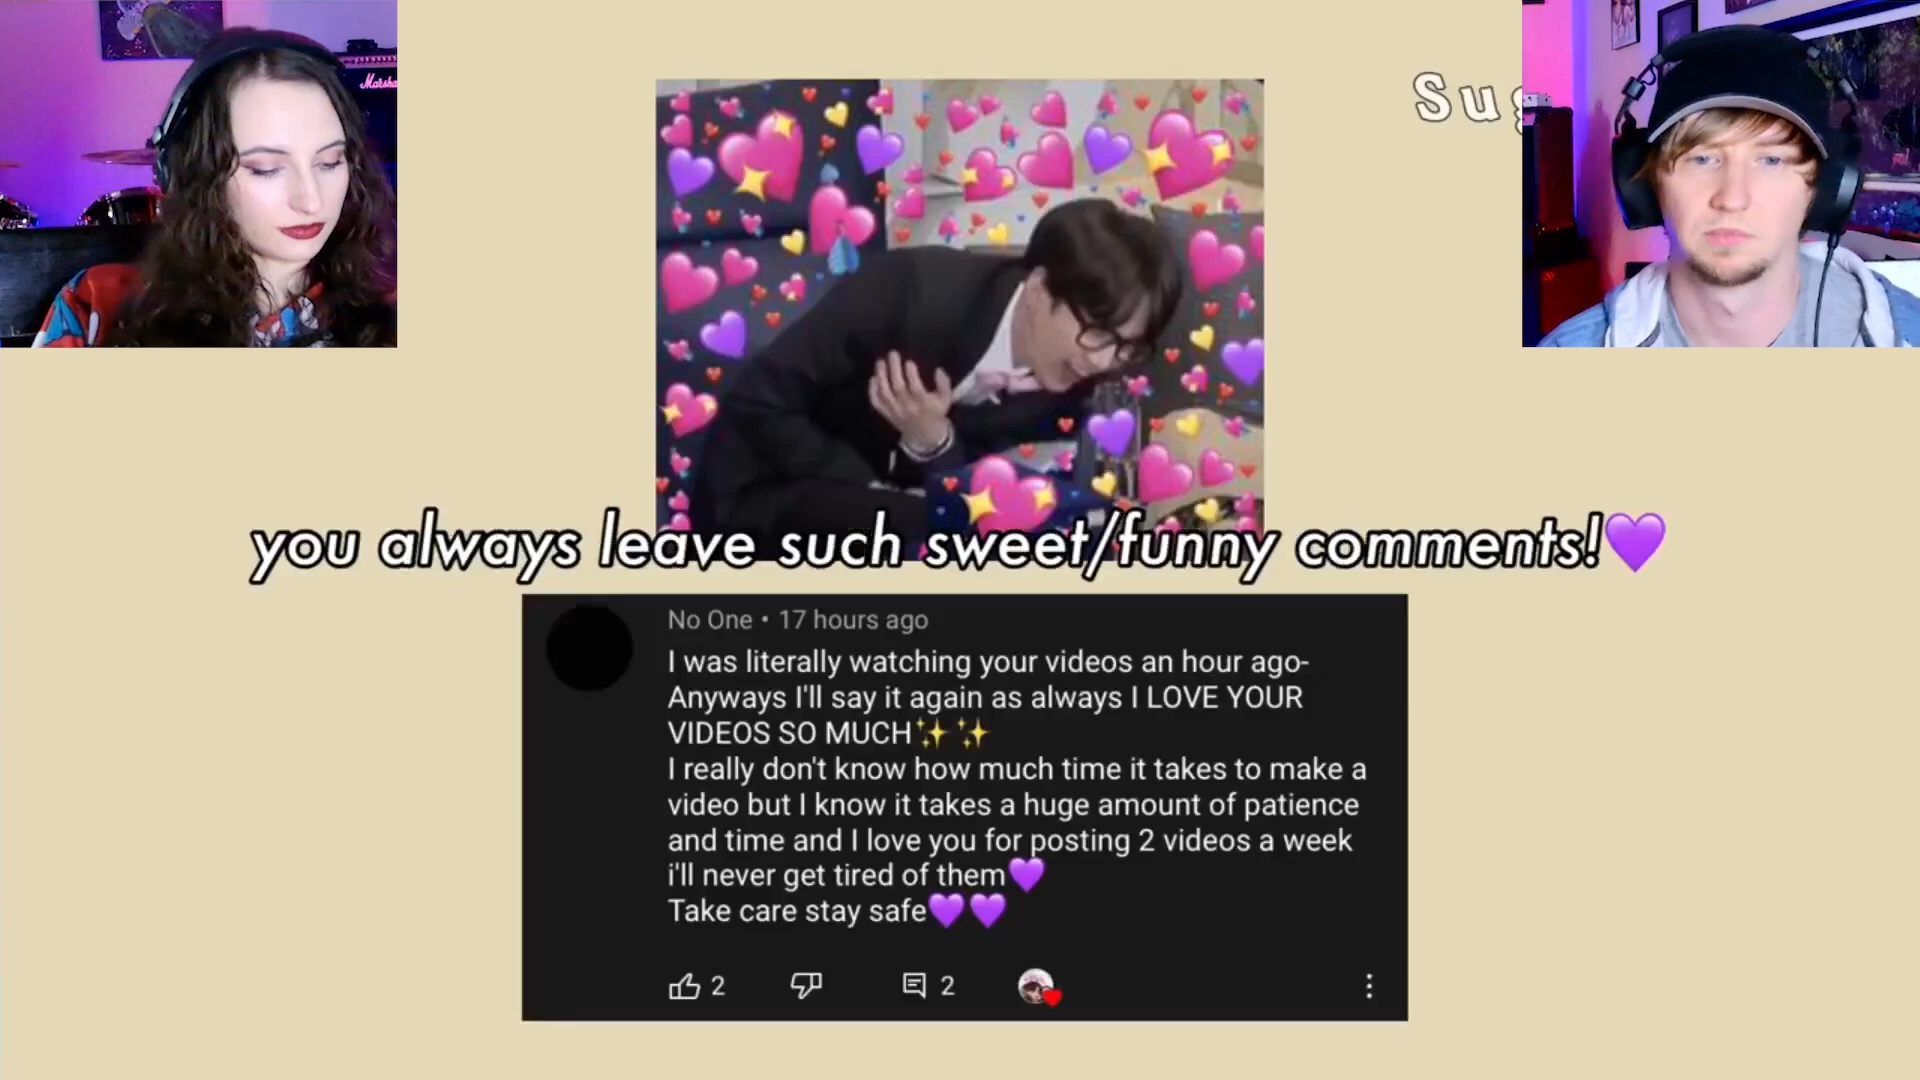 Marsha
Sug
you always leave such sweet/funny comments!💜
No One • 17 hours ago
I was literally watching your videos an hour ago-
Anyways I'll say it again as always I LOVE YOUR
VIDEOS SO MUCH✨✨
I really don't know how much time it takes to make a
video but I know it takes a huge amount of patience
and time and I love you for posting 2 videos a week
i'll never get tired of them💜
Take care stay safe💜💜
2
2